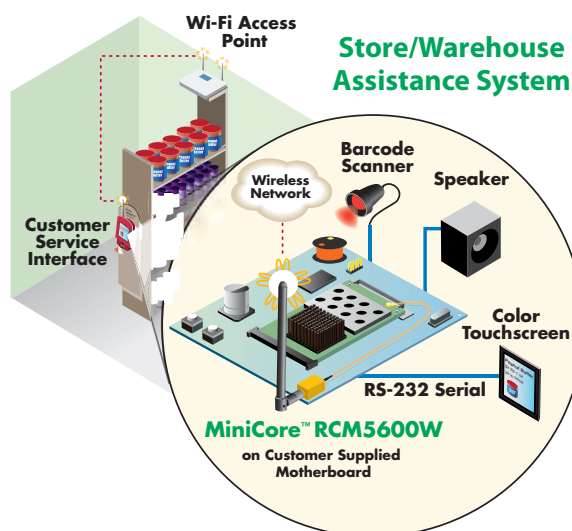 Wi-Fi Access
Point
Store/Warehouse
Assistance System
Barcode
Scanner
Speaker
Wireless
Network
Customer
Service
Interface
Color
Touchscreen
RS-232 Serial
MiniCore™ RCM5600W
on Customer Supplied
Motherboard